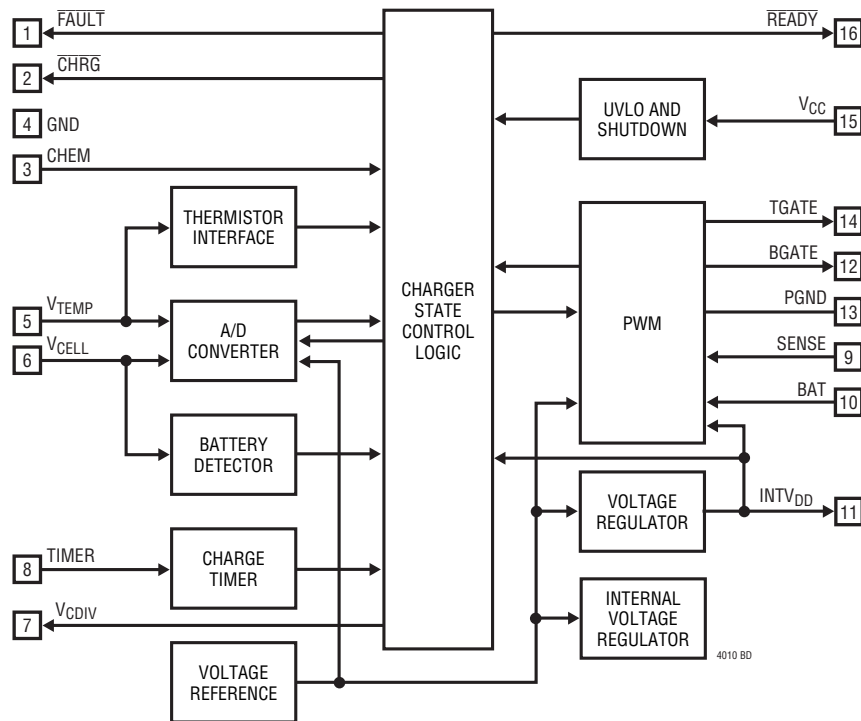 1 FAULT
2 CHRG
4 GND
3 CHEM
THERMISTOR
INTERFACE
5 VTEMP
A/D
CONVERTER
6 VCELL
BATTERY
DETECTOR
8 TIMER
CHARGE
TIMER
7 VCDIV
VOLTAGE
REFERENCE
CHARGER
STATE
CONTROL
LOGIC
READY 16
UVLO AND
SHUTDOWN
VCC 15
PWM
TGATE 14
BGATE 12
PGND 13
SENSE 9
BAT 10
VOLTAGE
REGULATOR
INTVDD 11
INTERNAL
VOLTAGE
REGULATOR
4010 BD